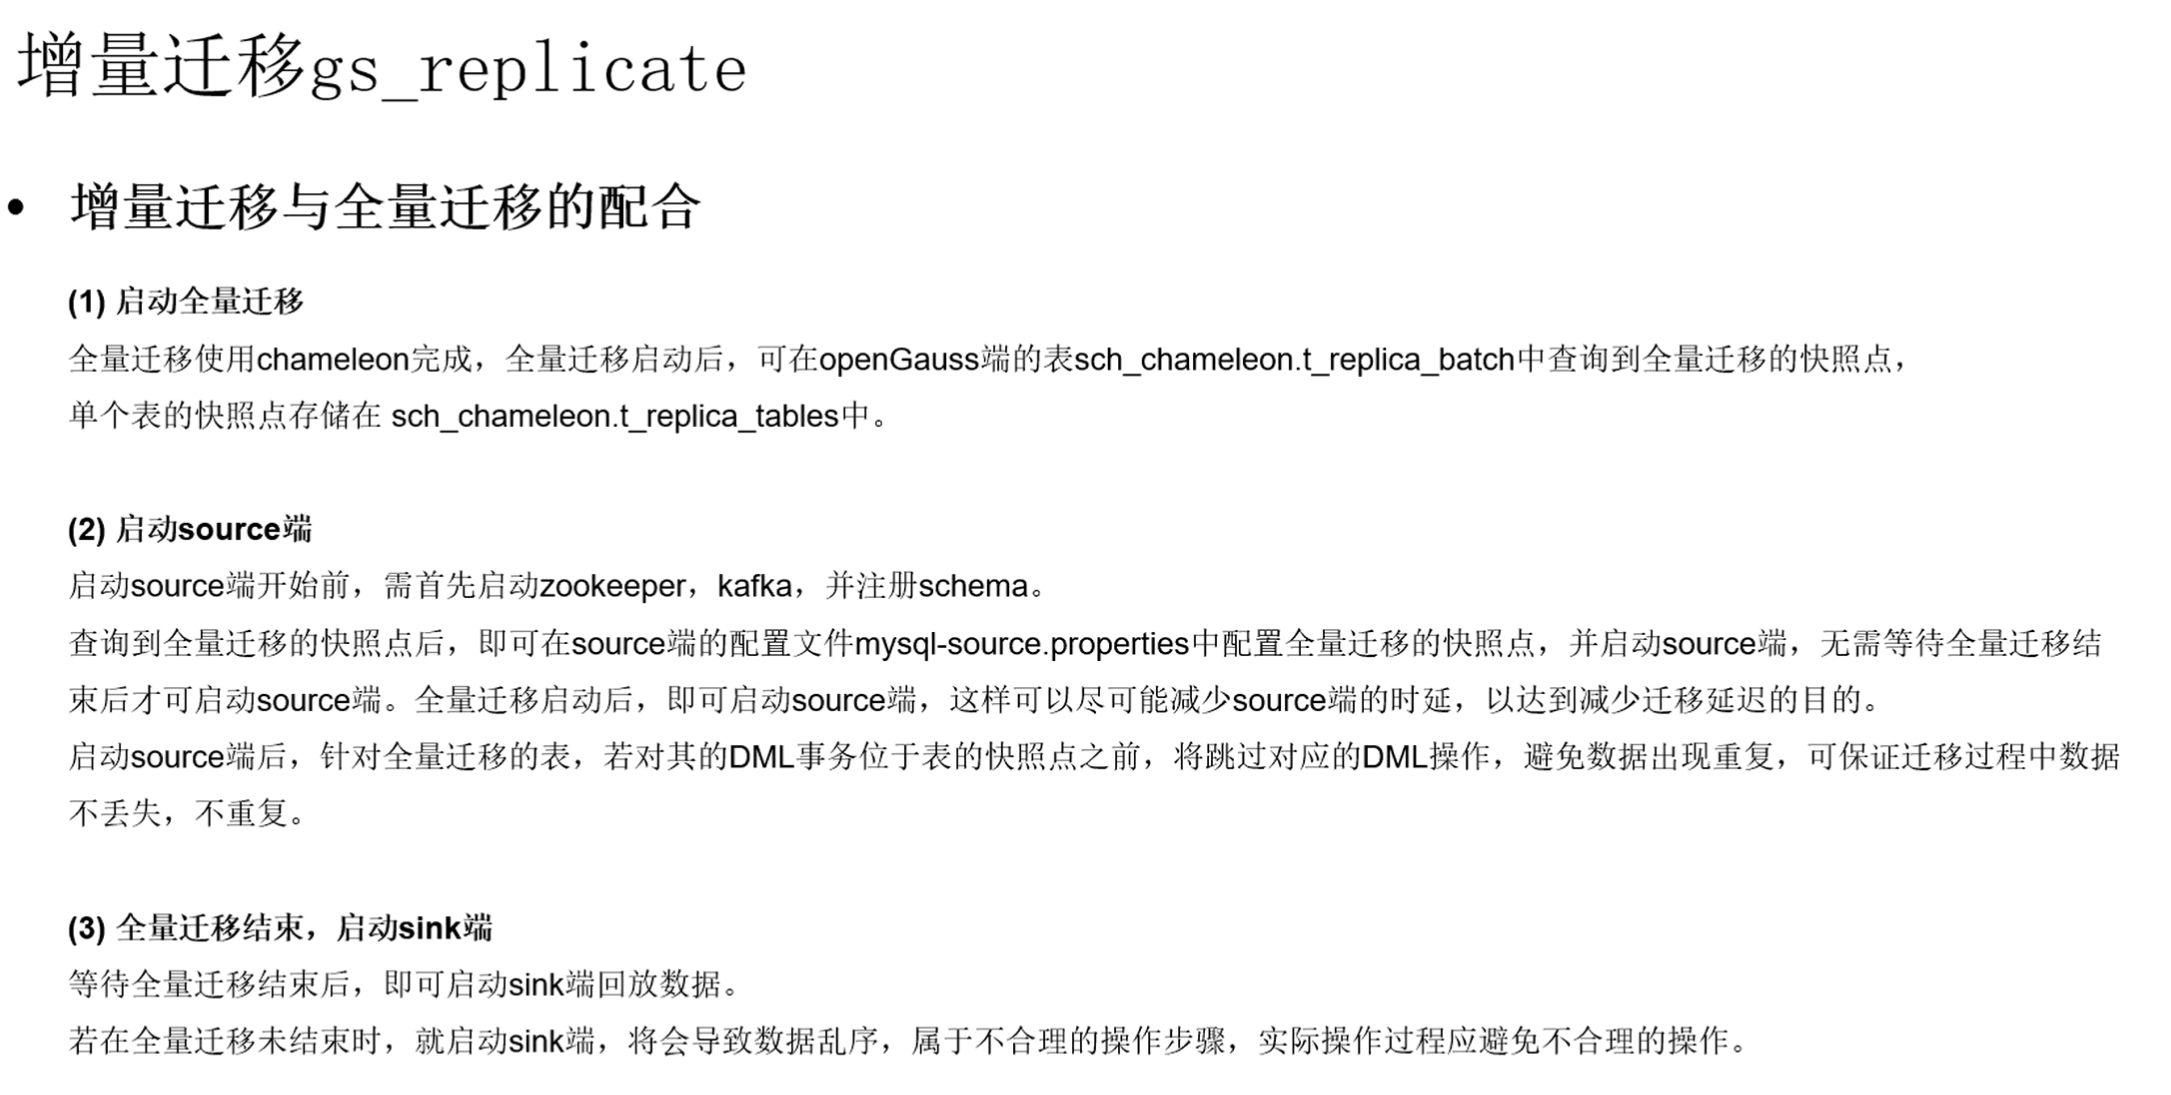 增量迁移gs_replicate
• 增量迁移与全量迁移的配合
(1) 启动全量迁移
全量迁移使用chameleon完成，全量迁移启动后，可在openGauss端的表sch_chameleon.t_replica_batch中查询到全量迁移的快照点，
单个表的快照点存储在 sch_chameleon.t_replica_tables中。
(2) 启动source端
启动source端开始前，需首先启动zookeeper，kafka，并注册schema。
查询到全量迁移的快照点后，即可在source端的配置文件mysql-source.properties中配置全量迁移的快照点，并启动source端，无需等待全量迁移结
束后才可启动source端。全量迁移启动后，即可启动source端，这样可以尽可能减少source端的时延，以达到减少迁移延迟的目的。
启动source端后，针对全量迁移的表，若对其的DML事务位于表的快照点之前，将跳过对应的DML操作，避免数据出现重复，可保证迁移过程中数据
不丢失，不重复。
(3) 全量迁移结束，启动sink端
等待全量迁移结束后，即可启动sink端回放数据。
若在全量迁移未结束时，就启动sink端，将会导致数据乱序，属于不合理的操作步骤，实际操作过程应避免不合理的操作。